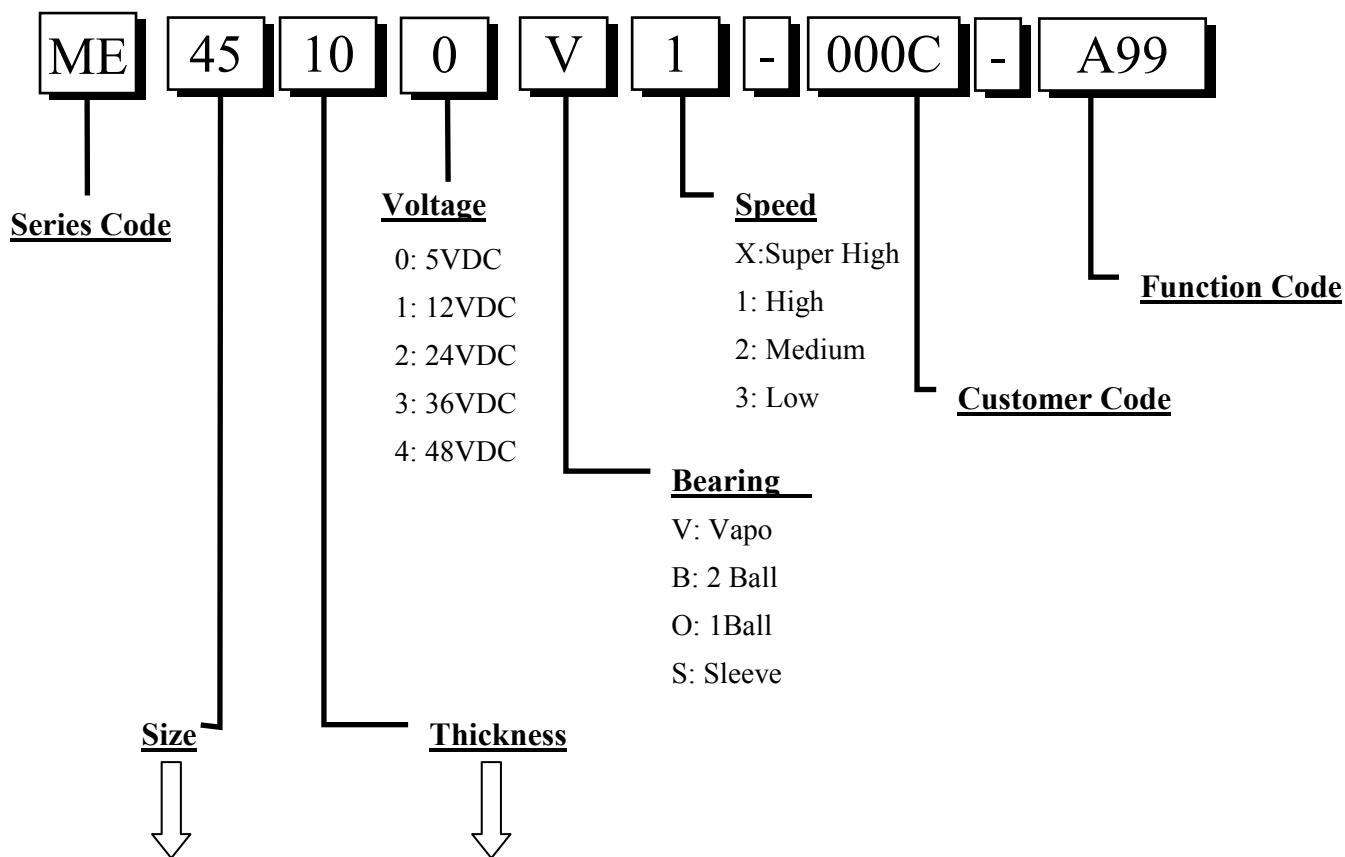 ME 45 10 0 V 1 - 000C - A99
Series Code
Voltage
0: 5VDC
1: 12VDC
2: 24VDC
3: 36VDC
4: 48VDC
Speed
X:Super High
1: High
2: Medium
3: Low
Function Code
Customer Code
Bearing
V: Vapo
B: 2 Ball
O: 1Ball
S: Sleeve
Size
Thickness